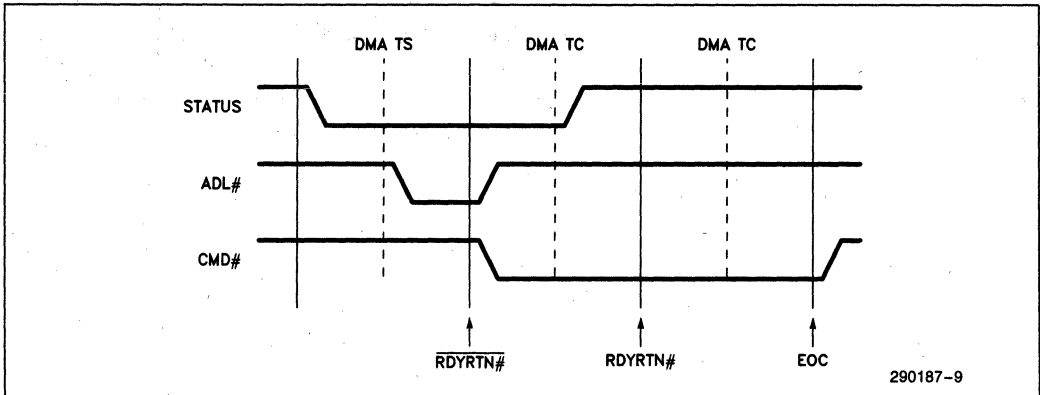 DMA TS DMA TC DMA TC
STATUS
ADL#
CMD#
RDYRTN# RDYRTN# EOC
290187-9